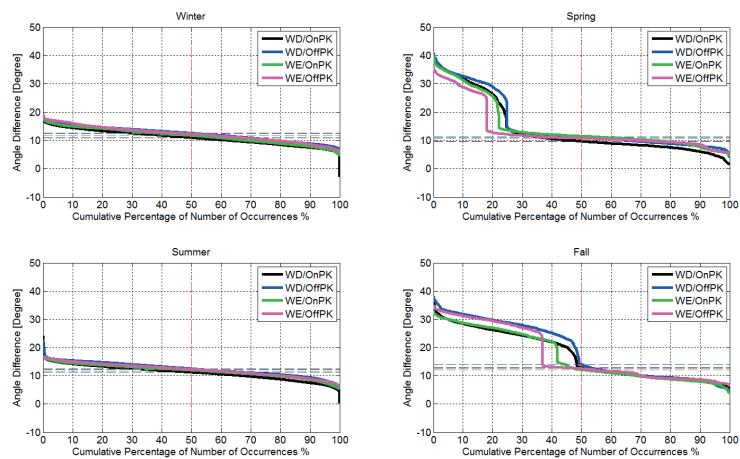 Winter
50
40
30
20
10
0
-10
Angle Difference [Degree]
WD/OnPK
WD/OffPK
WE/OnPK
WE/OffPK
0 10 20 30 40 50 60 70 80 90 100
Cumulative Percentage of Number of Occurrences %
Spring
50
40
30
20
10
0
-10
Angle Difference [Degree]
WD/OnPK
WD/OffPK
WE/OnPK
WE/OffPK
0 10 20 30 40 50 60 70 80 90 100
Cumulative Percentage of Number of Occurrences %
Summer
50
40
30
20
10
0
-10
Angle Difference [Degree]
WD/OnPK
WD/OffPK
WE/OnPK
WE/OffPK
0 10 20 30 40 50 60 70 80 90 100
Cumulative Percentage of Number of Occurrences %
Fall
50
40
30
20
10
0
-10
Angle Difference [Degree]
WD/OnPK
WD/OffPK
WE/OnPK
WE/OffPK
0 10 20 30 40 50 60 70 80 90 100
Cumulative Percentage of Number of Occurrences %